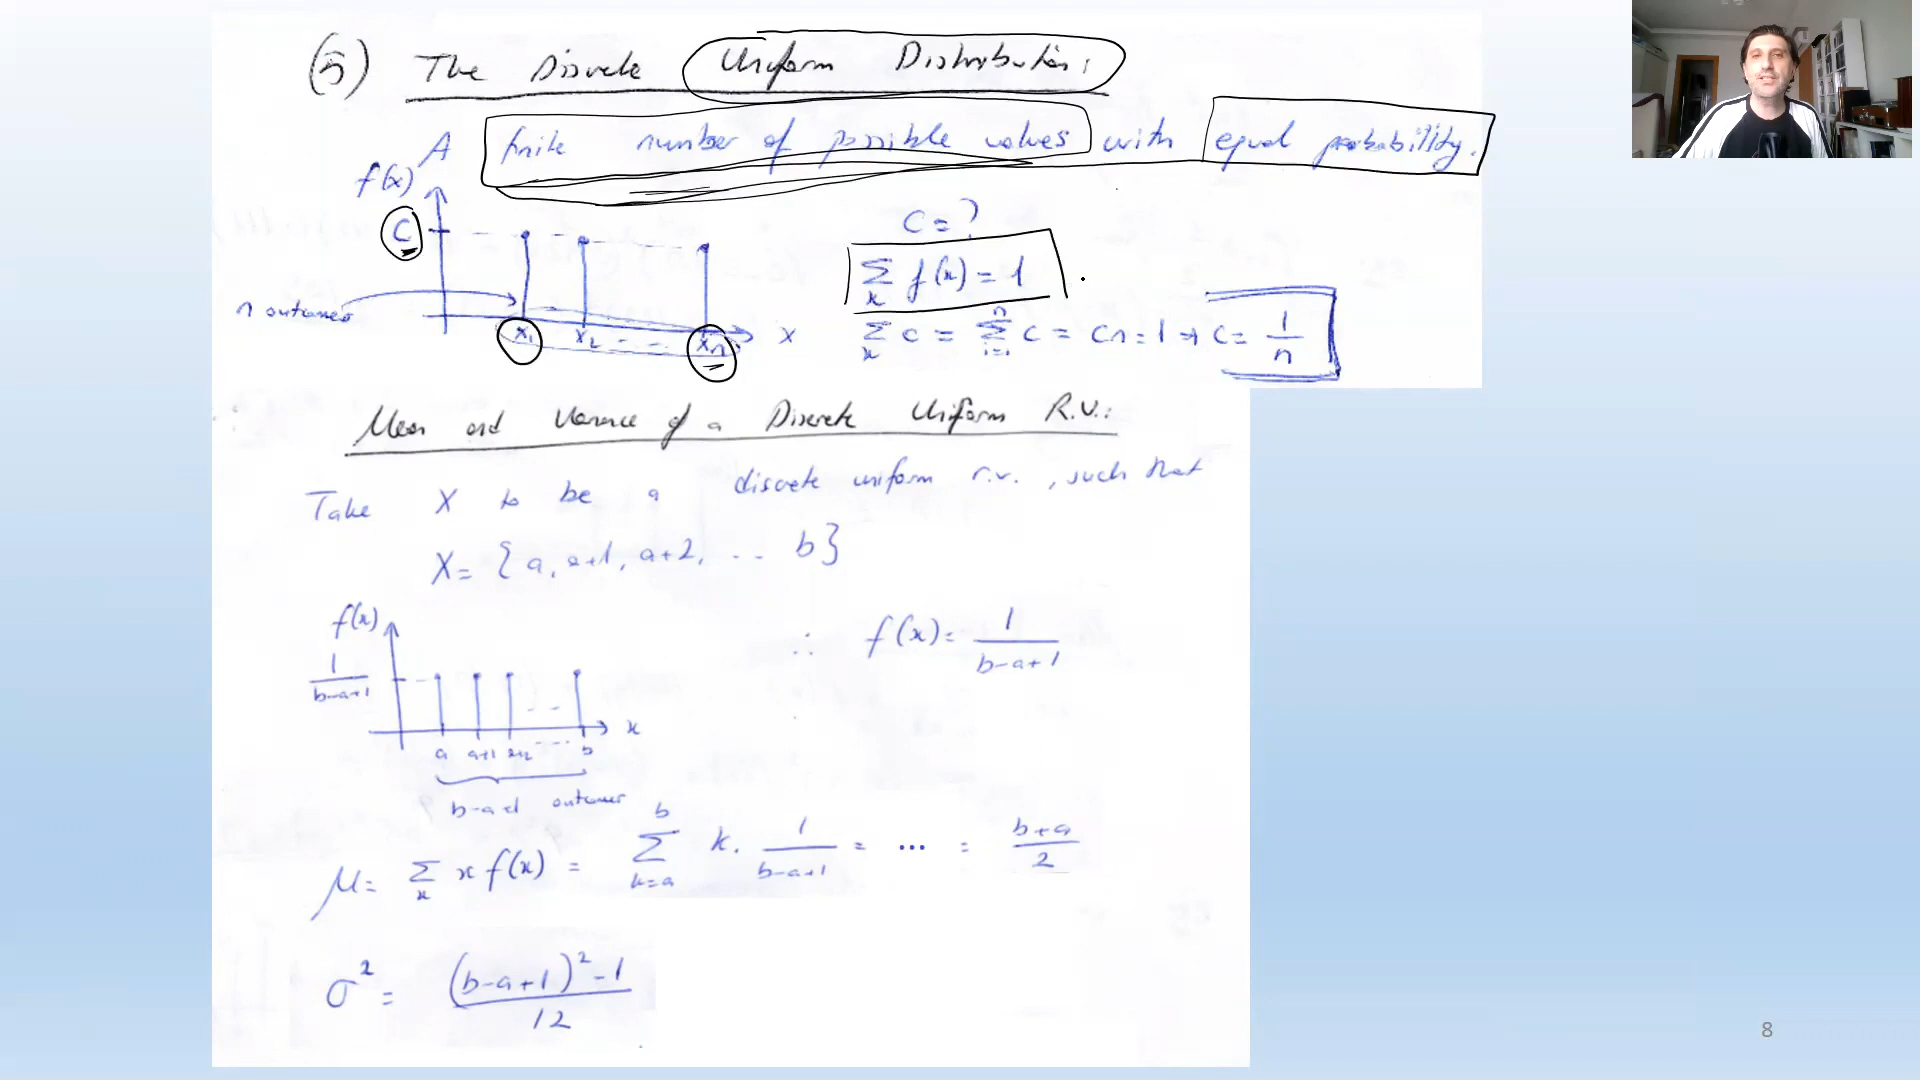 (5) The Discrete Uniform Distribution:
A finite number of possible values with equal probability.
f(x)
C
n outcomes
x₁ x₂ - - - xₙ x
C = ?
∑ₓ f(x) = 1
∑ₓ c = ∑ᵢ₌₁ⁿ c = cn = 1 → c = 1/n
Mean and Variance of a Discrete Uniform R.V.:
Take X to be a discrete uniform r.v., such that
X = {a, a+1, a+2, ... b}
f(x)
1/(b-a+1)
a a+1 a+2 ---- b x
b-a+1 outcomes
∴ f(x) = 1/(b-a+1)
μ = ∑ₓ x f(x) = ∑ₖ₌ₐᵇ k . 1/(b-a+1) = ... = (b+a)/2
σ² = ((b-a+1)² - 1)/12
8